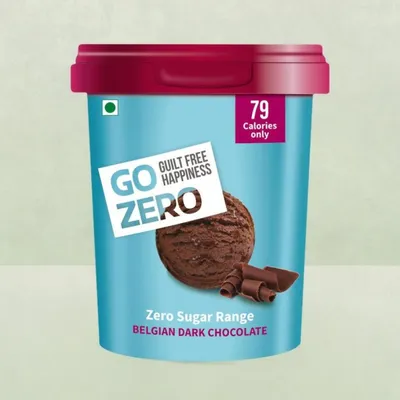 79
Calories
only
GO
ZERO
GUILT FREE
HAPPINESS
Zero Sugar Range
BELGIAN DARK CHOCOLATE